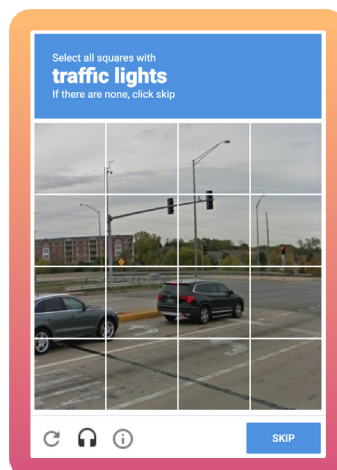 Select all squares with
traffic lights
If there are none, click skip
SKIP